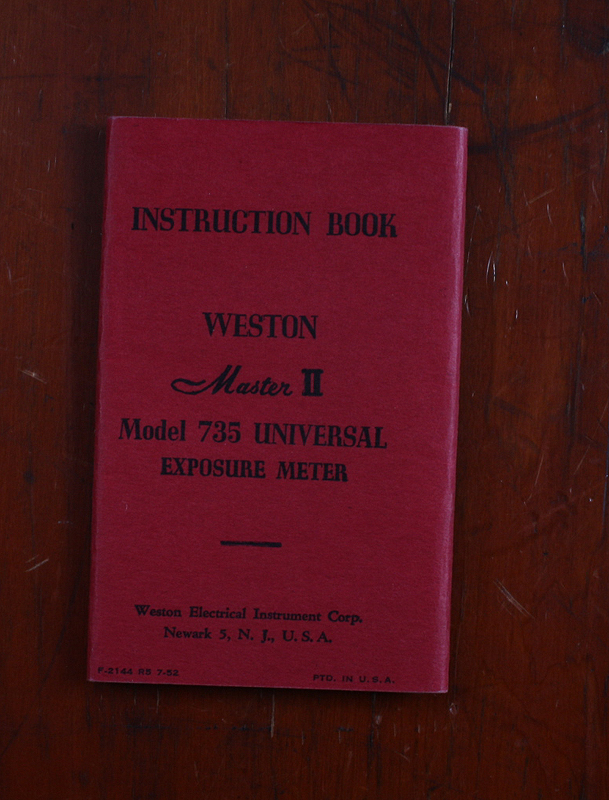 INSTRUCTION BOOK
WESTON
Master II
Model 735 UNIVERSAL
EXPOSURE METER
Weston Electrical Instrument Corp.
Newark 5, N. J., U. S. A.
F-2144 R5 7-52 PTD. IN U. S. A.